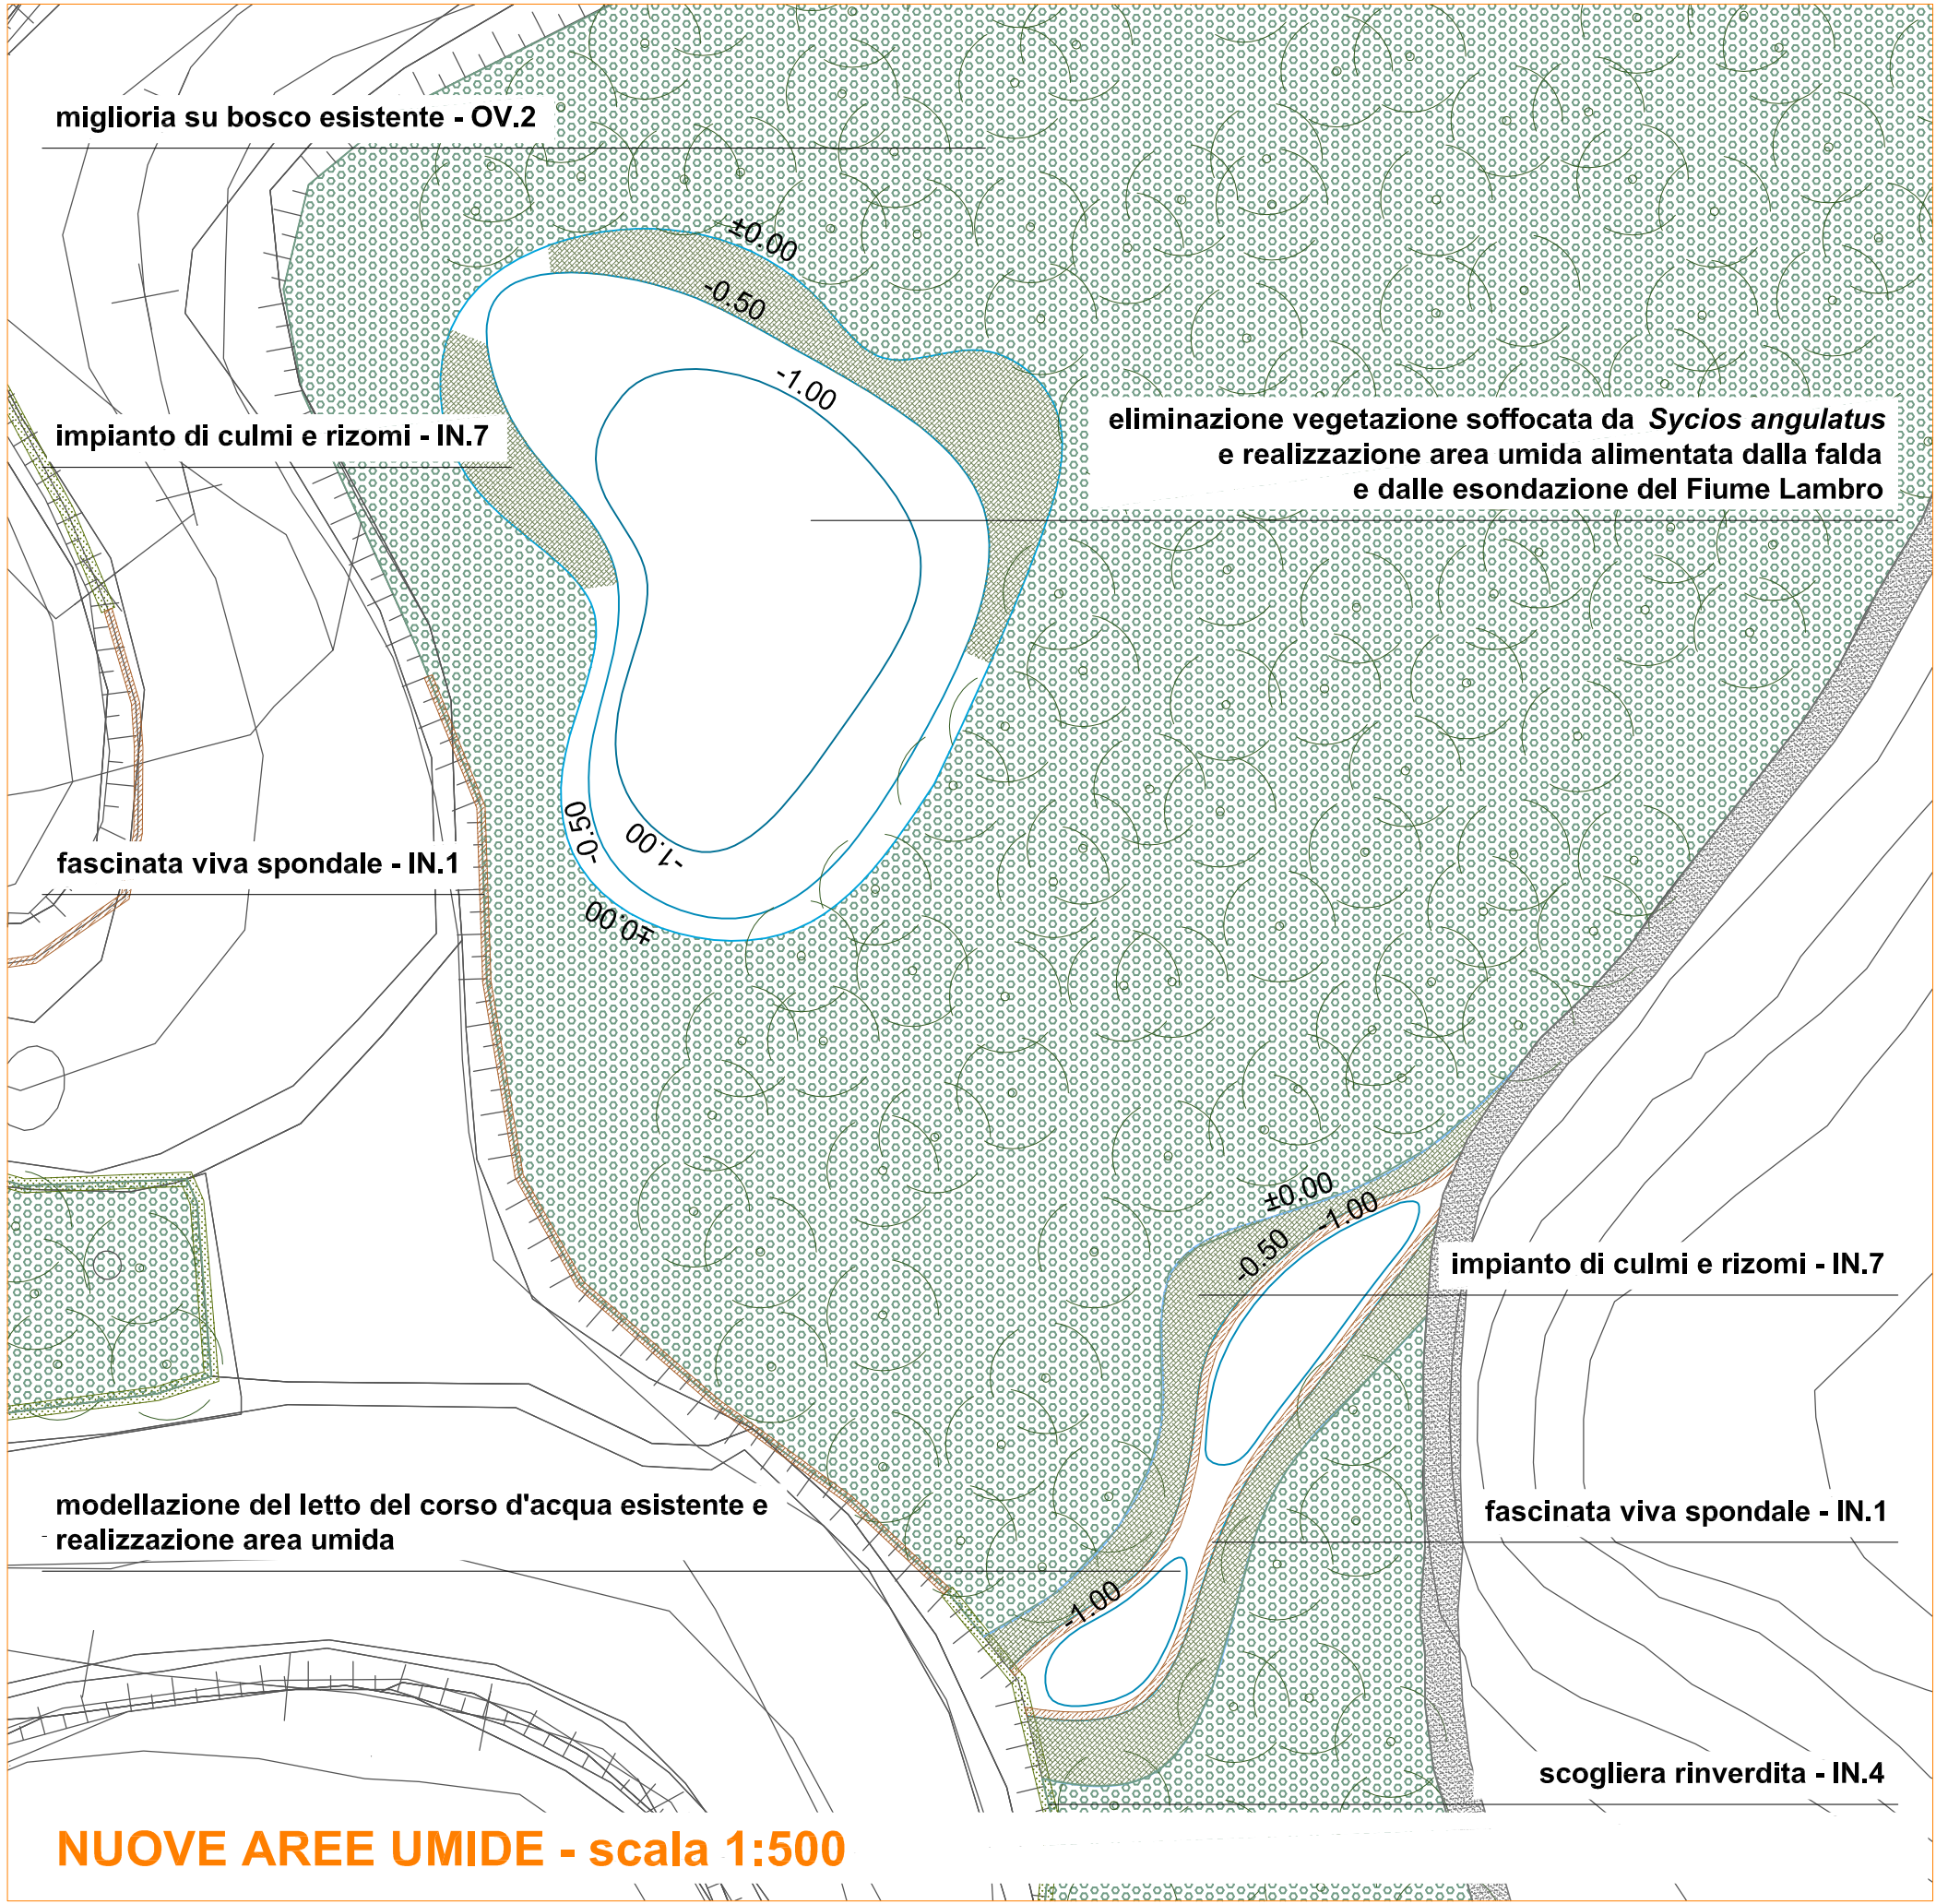 miglioria su bosco esistente - OV.2
±0.00
-0.50
-1.00
impianto di culmi e rizomi - IN.7
eliminazione vegetazione soffocata da Sycios angulatus
e realizzazione area umida alimentata dalla falda
e dalle esondazione del Fiume Lambro
fascinata viva spondale - IN.1
-0.50
-1.00
±0.00
±0.00
-1.00
-0.50
impianto di culmi e rizomi - IN.7
modellazione del letto del corso d'acqua esistente e
realizzazione area umida
fascinata viva spondale - IN.1
-1.00
scogliera rinverdita - IN.4
NUOVE AREE UMIDE - scala 1:500